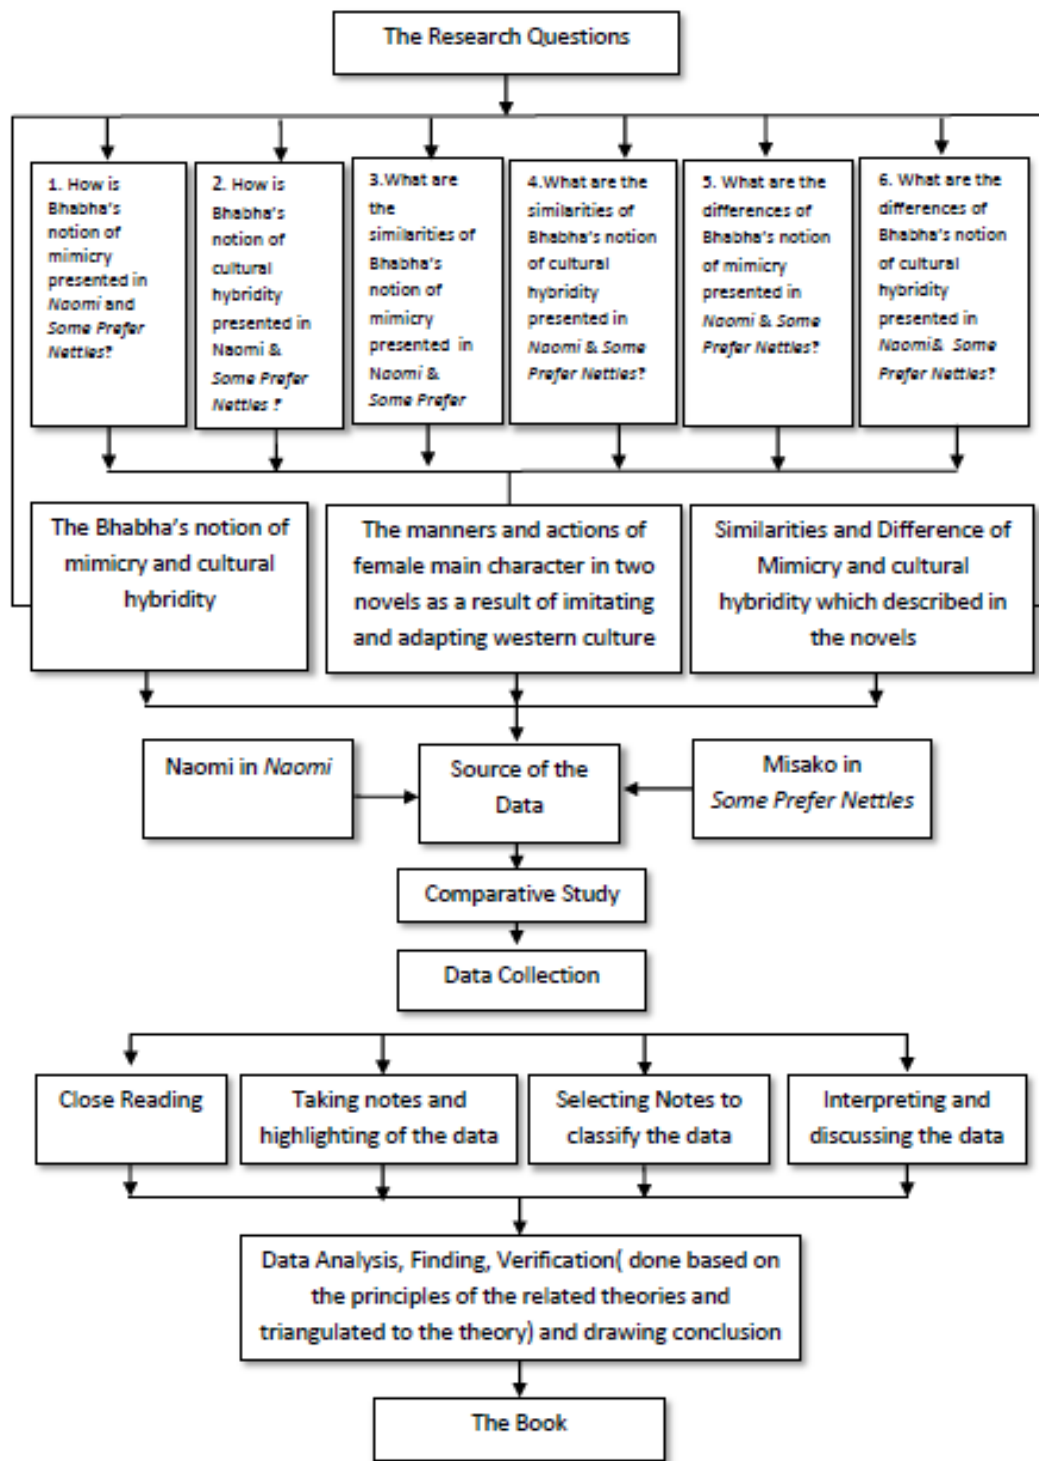 The Research Questions
1. How is
Bhabha's
notion of
mimicry
presented in
Naomi and
Some Prefer
Nettles?
2. How is
Bhabha's
notion of
cultural
hybridity
presented in
Naomi &
Some Prefer
Nettles ?
3.What are
the
similarities of
Bhabha's
notion of
mimicry
presented in
Naomi &
Some Prefer
4.What are the
similarities of
Bhabha's notion
of cultural
hybridity
presented in
Naomi & Some
Prefer Nettles?
5. What are the
differences of
Bhabha's notion
of mimicry
presented in
Naomi & Some
Prefer Nettles?
6. What are the
differences of
Bhabha's notion
of cultural
hybridity
presented in
Naomi& Some
Prefer Nettles?
The Bhabha's notion of
mimicry and cultural
hybridity
The manners and actions of
female main character in two
novels as a result of imitating
and adapting western culture
Similarities and Difference of
Mimicry and cultural
hybridity which described in
the novels
Naomi in Naomi
Source of the
Data
Misako in
Some Prefer Nettles
Comparative Study
Data Collection
Close Reading
Taking notes and
highlighting of the data
Selecting Notes to
classify the data
Interpreting and
discussing the data
Data Analysis, Finding, Verification( done based on
the principles of the related theories and
triangulated to the theory) and drawing conclusion
The Book